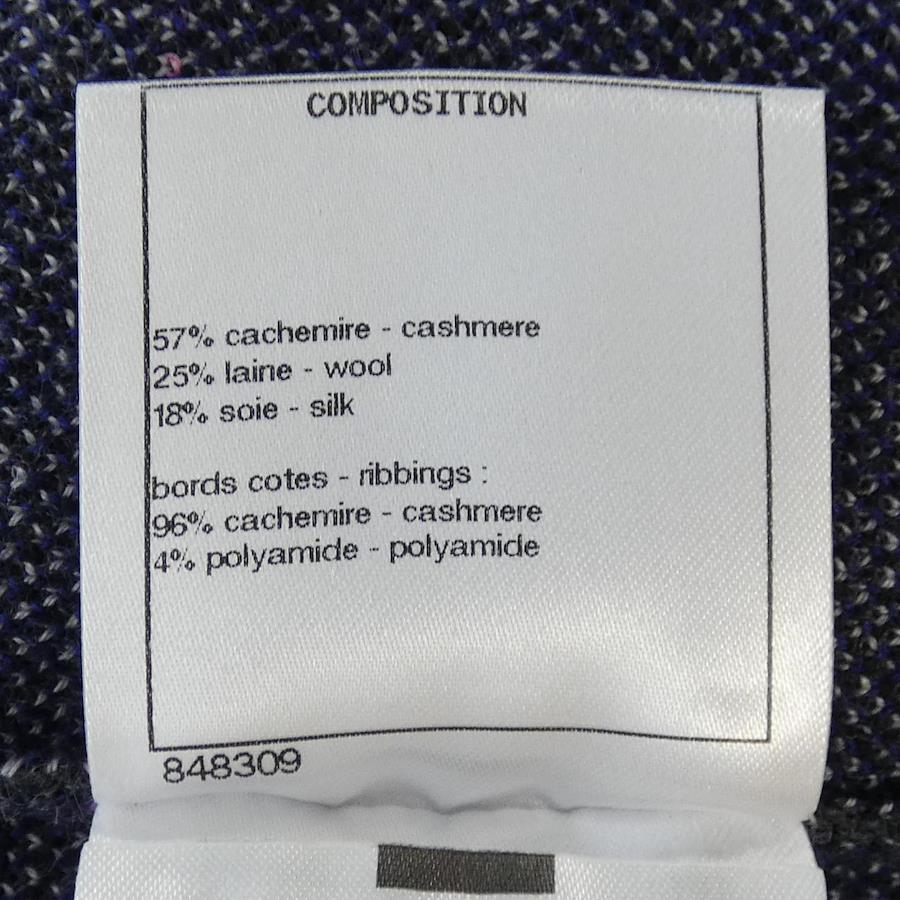 COMPOSITION
57% cachemire - cashmere
25% laine - wool
18% soie - silk
bords cotes - ribbings :
96% cachemire - cashmere
4% polyamide - polyamide
848309